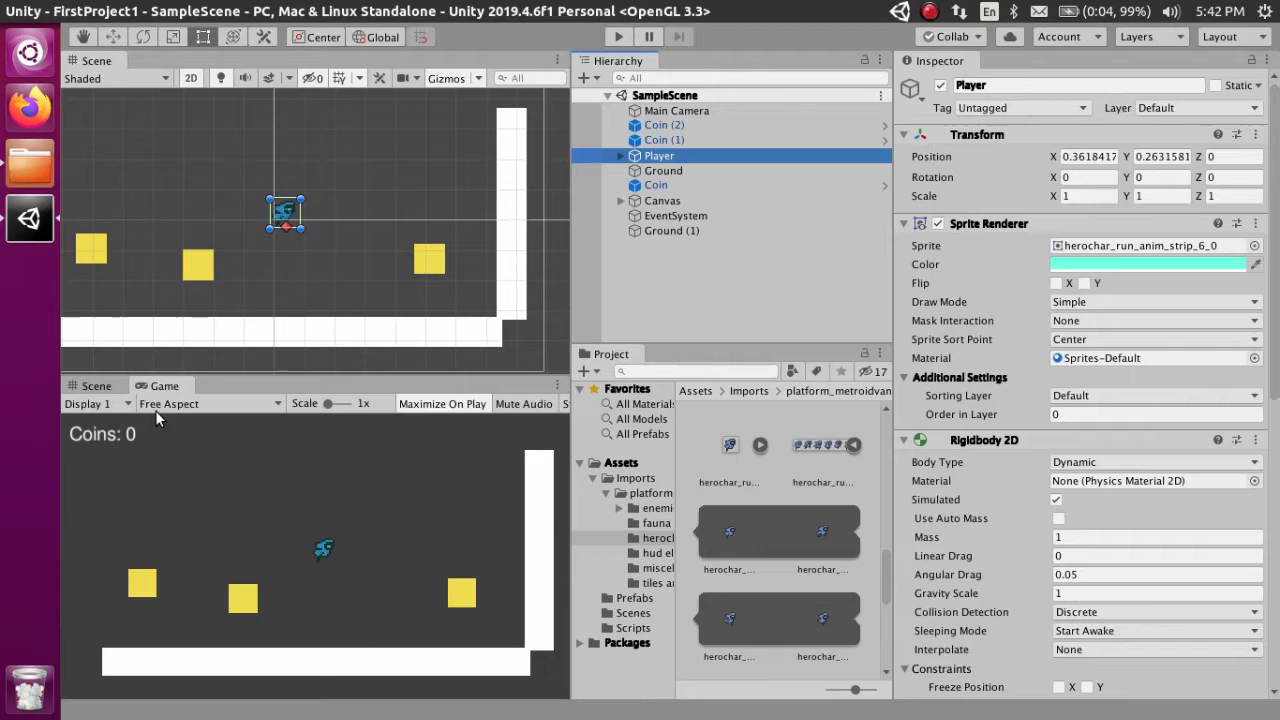 Unity - FirstProject1 - SampleScene - PC, Mac & Linux Standalone - Unity 2019.4.6f1 Personal <OpenGL 3.3>
En
(0:04, 99%)
5:42 PM
Center
Global
Collab
Account
Layers
Layout
Scene
Shaded
2D
0
Gizmos
All
Hierarchy
All
SampleScene
Main Camera
Coin (2)
Coin (1)
Player
Ground
Coin
Canvas
EventSystem
Ground (1)
Scene
Game
Display 1
Free Aspect
Scale
1x
Maximize On Play
Mute Audio
S
Coins: 0
Project
17
Favorites
All Materials
All Models
All Prefabs
Assets
Imports
platform_
enemi
fauna
heroch
hud el
miscel
tiles ar
Prefabs
Scenes
Scripts
Packages
Assets
Imports
platform_metroidvan
herochar_ru...
herochar_ru...
herochar_...
herochar_...
herochar_...
herochar_...
Inspector
Player
Static
Tag
Untagged
Layer
Default
Transform
Position
X
0.3618417
Y
0.2631581
Z
0
Rotation
X
0
Y
0
Z
0
Scale
X
1
Y
1
Z
1
Sprite Renderer
Sprite
herochar_run_anim_strip_6_0
Color
Flip
X
Y
Draw Mode
Simple
Mask Interaction
None
Sprite Sort Point
Center
Material
Sprites-Default
Additional Settings
Sorting Layer
Default
Order in Layer
0
Rigidbody 2D
Body Type
Dynamic
Material
None (Physics Material 2D)
Simulated
Use Auto Mass
Mass
1
Linear Drag
0
Angular Drag
0.05
Gravity Scale
1
Collision Detection
Discrete
Sleeping Mode
Start Awake
Interpolate
None
Constraints
Freeze Position
X
Y